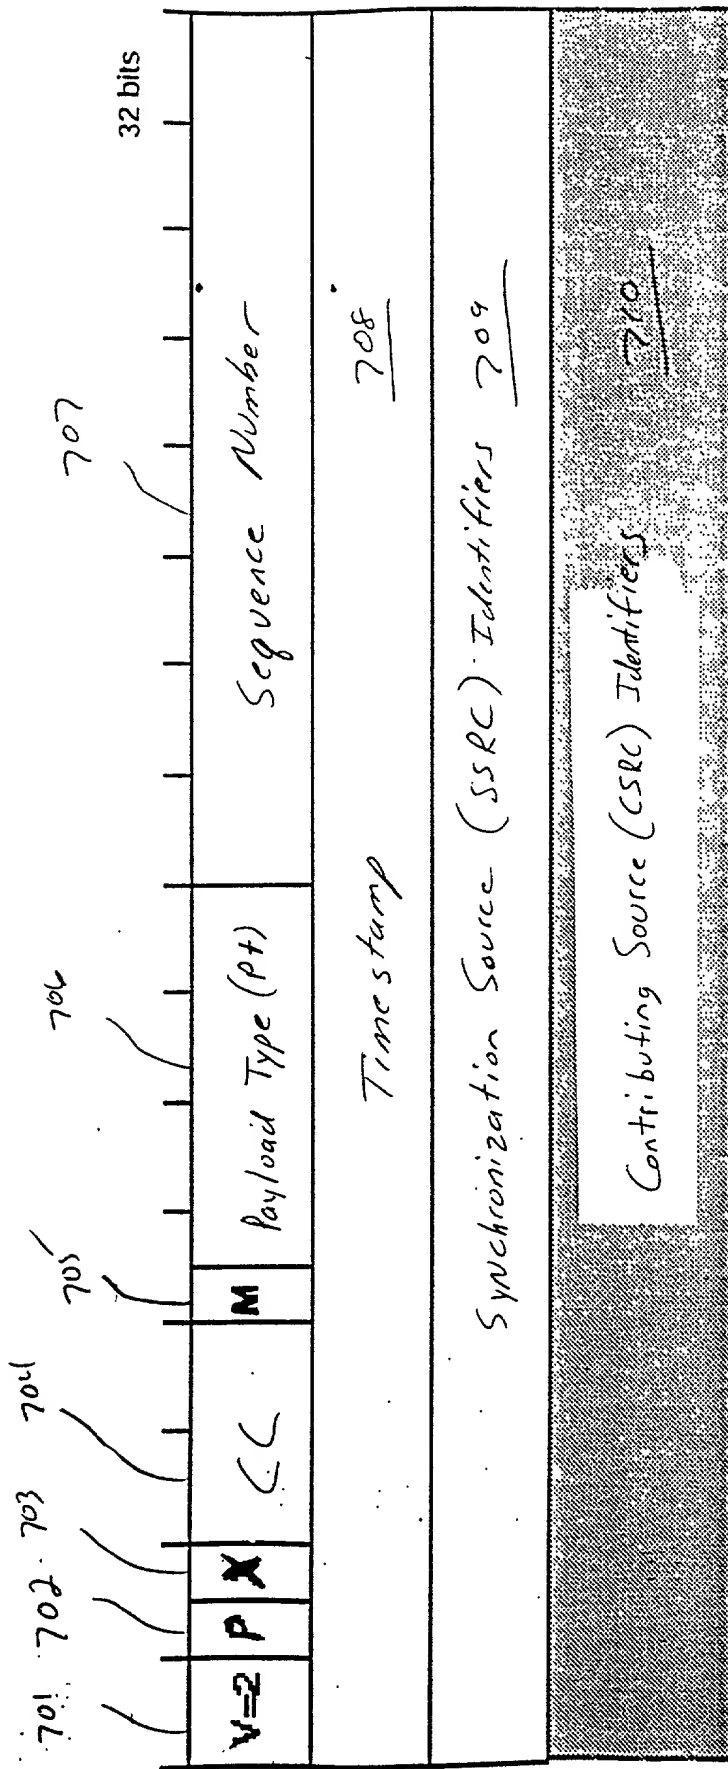 32 bits
701 702 703 704 705 706 707
V=2 P X CC M Payload Type (Pt) Sequence Number
Timestamp 708
Synchronization Source (SSRC) Identifiers 709
Contributing Source (CSRC) Identifiers 710